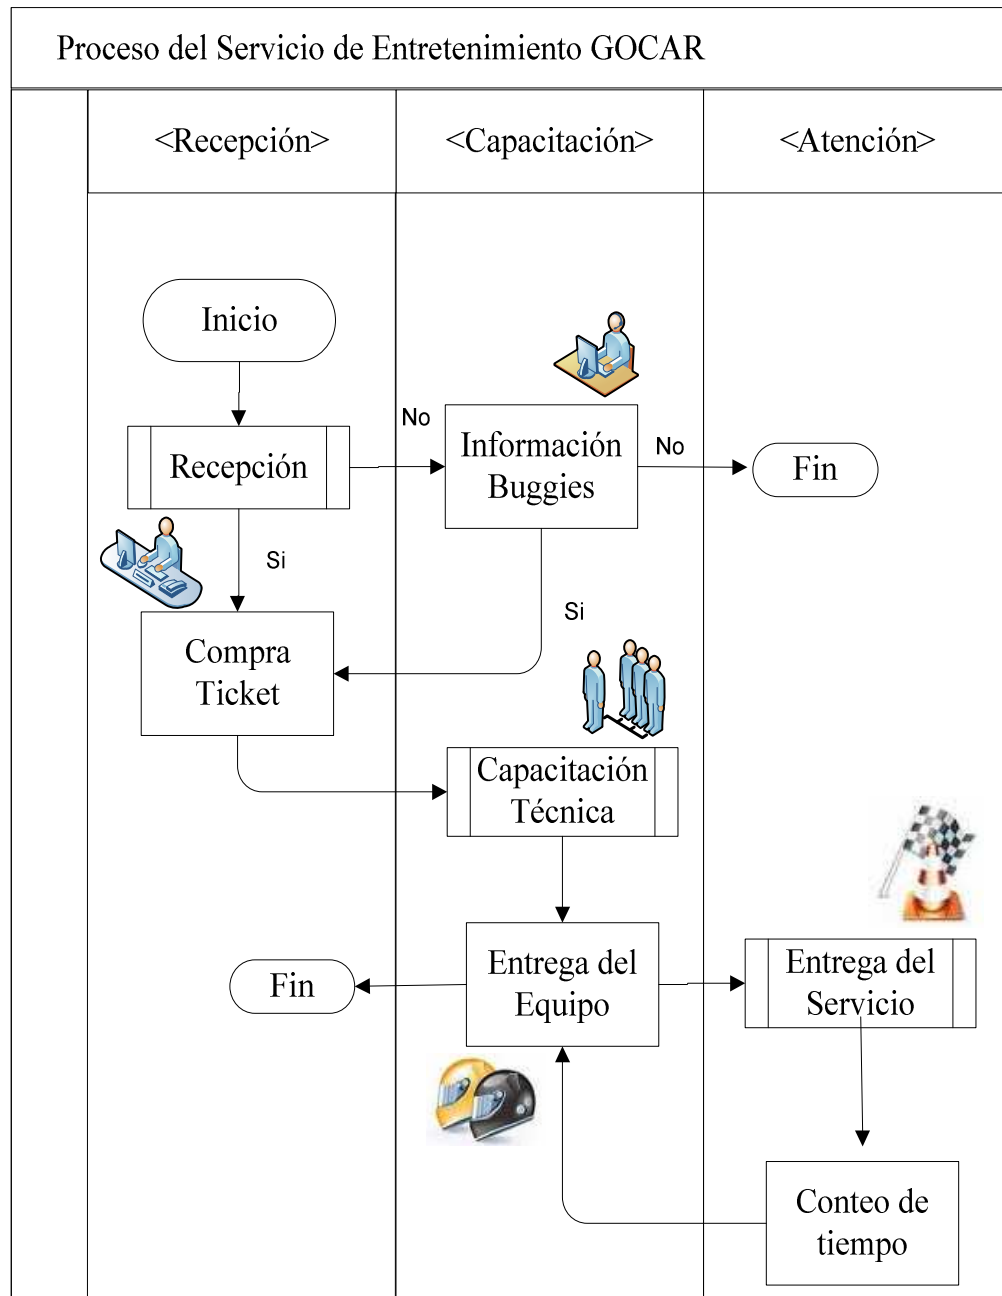 Proceso del Servicio de Entretenimiento GOCAR
<Recepción>
<Capacitación>
<Atención>
Inicio
Recepción
No
Información
Buggies
No
Fin
Si
Si
Compra
Ticket
Capacitación
Técnica
Fin
Entrega del
Equipo
Entrega del
Servicio
Conteo de
tiempo